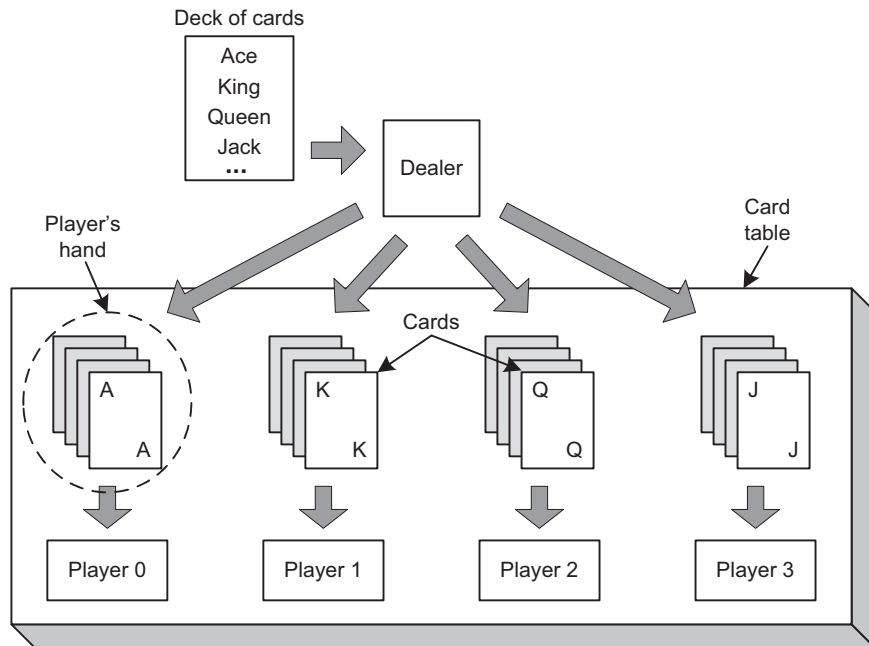 Deck of cards
Ace
King
Queen
Jack
...
Dealer
Player's
hand
Card
table
Cards
A
A
K
K
Q
Q
J
J
Player 0
Player 1
Player 2
Player 3